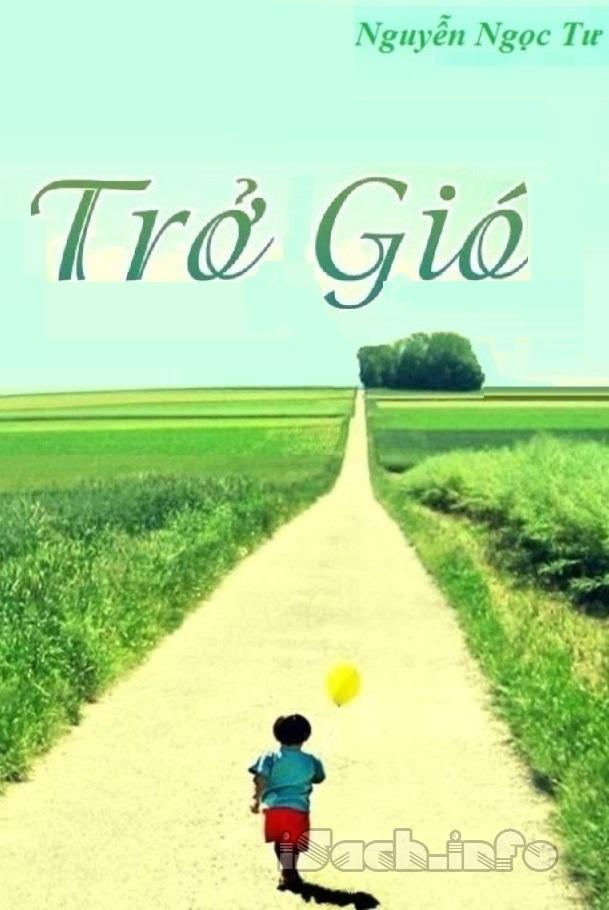 Nguyễn Ngọc Tư
Trở Gió
iSach.info